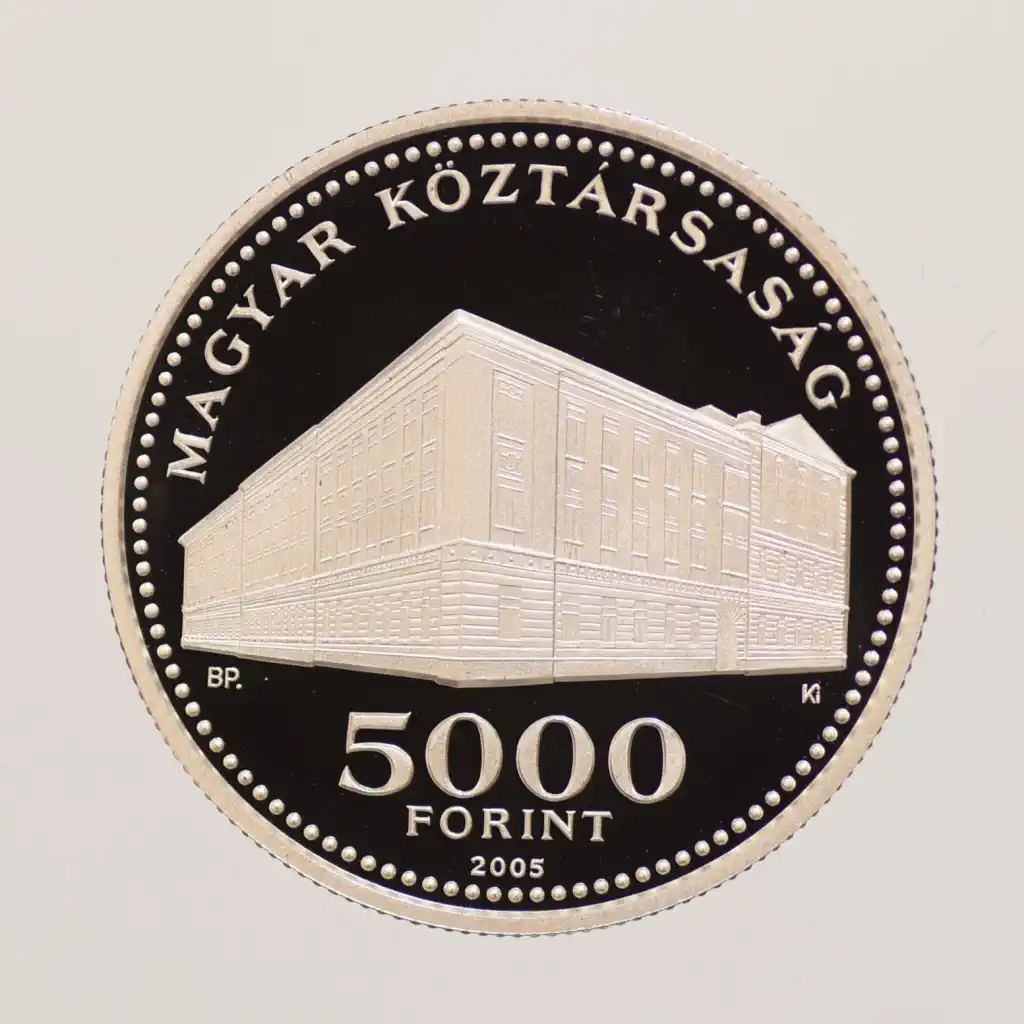 MAGYAR KÖZTÁRSASÁG
BP.
Ki
5000
FORINT
2005